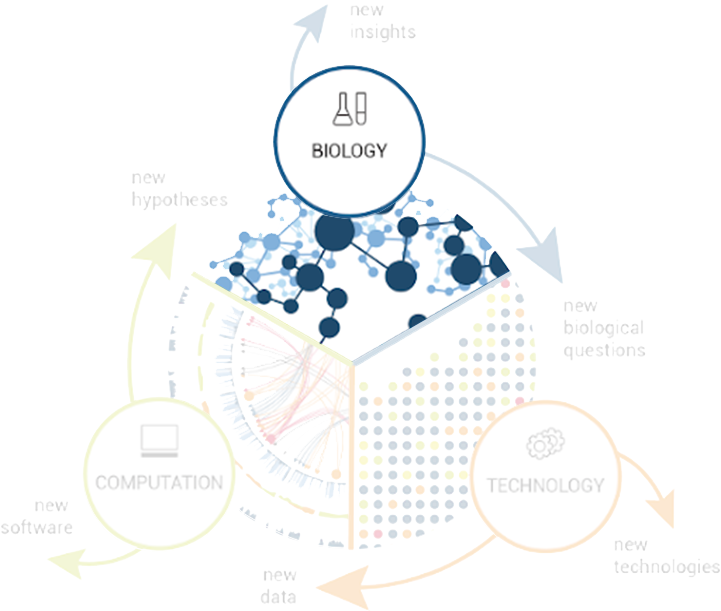 new
insights
BIOLOGY
new
hypotheses
new
biological
questions
COMPUTATION
TECHNOLOGY
new
software
new
technologies
new
data